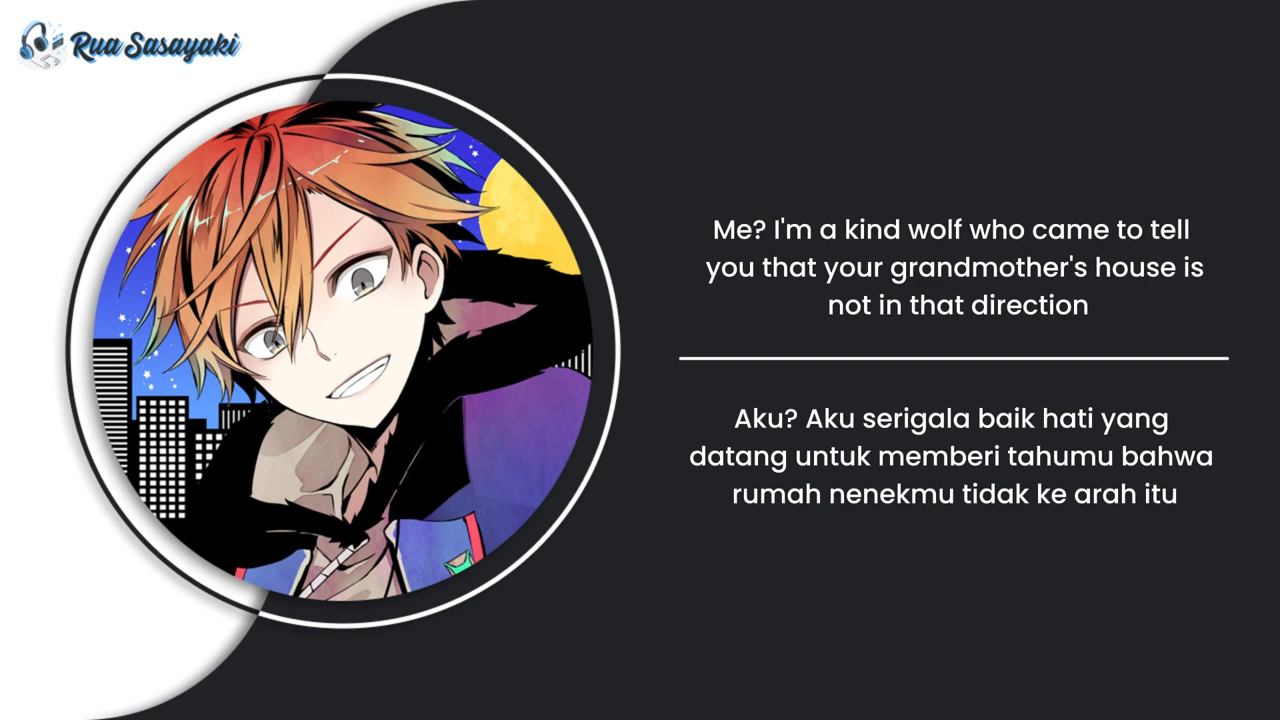 Rua Sasayaki
Me? I'm a kind wolf who came to tell
you that your grandmother's house is
not in that direction
Aku? Aku serigala baik hati yang
datang untuk memberi tahumu bahwa
rumah nenekmu tidak ke arah itu